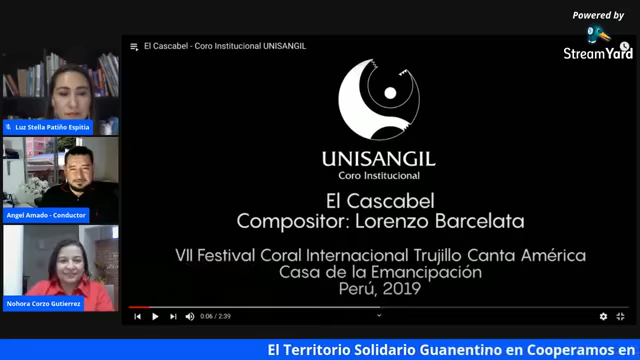 Powered by
StreamYard
El Cascabel - Coro Institucional UNISANGIL
UNISANGIL
Coro Institucional
El Cascabel
Compositor: Lorenzo Barcelata
VII Festival Coral Internacional Trujillo Canta América
Casa de la Emancipación
Perú, 2019
Luz Stella Patiño Espitia
Angel Amado - Conductor
Nohora Corzo Gutierrez
0:06 / 2:39
El Territorio Solidario Guanentino en Cooperamos en